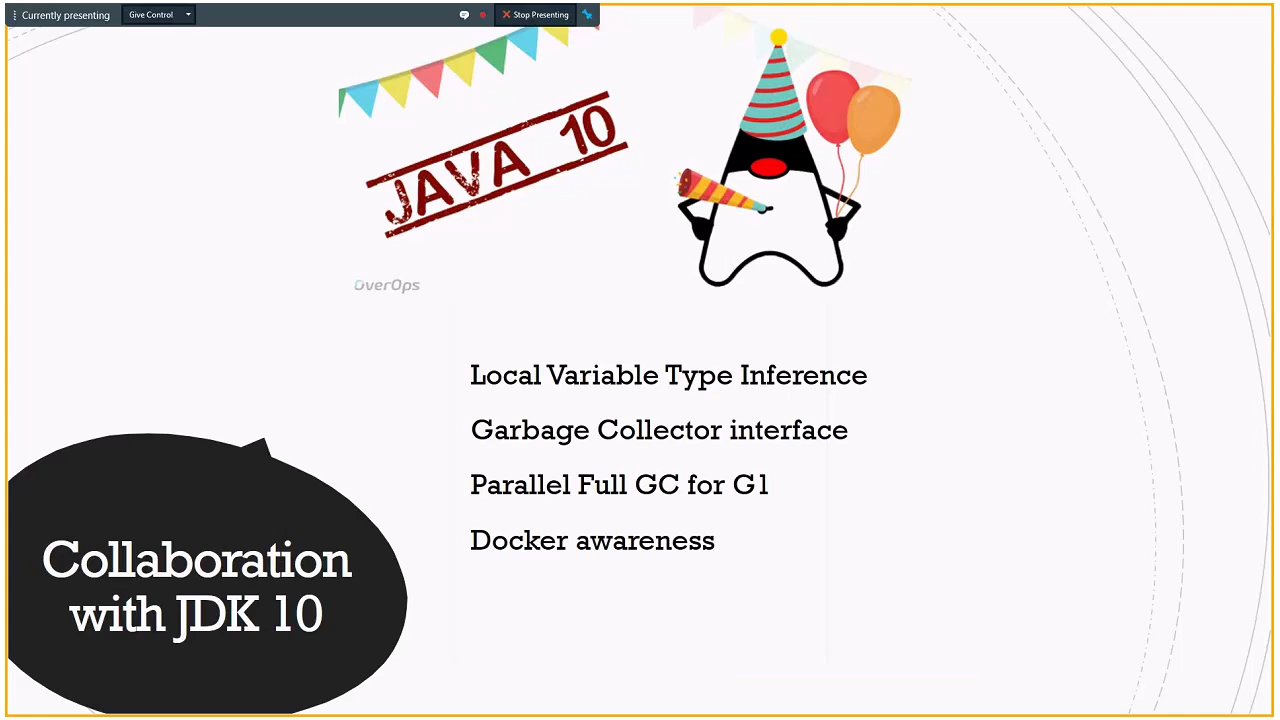 Currently presenting
Give Control
Stop Presenting
JAVA 10
OverOps
Local Variable Type Inference
Garbage Collector interface
Parallel Full GC for G1
Docker awareness
Collaboration
with JDK 10